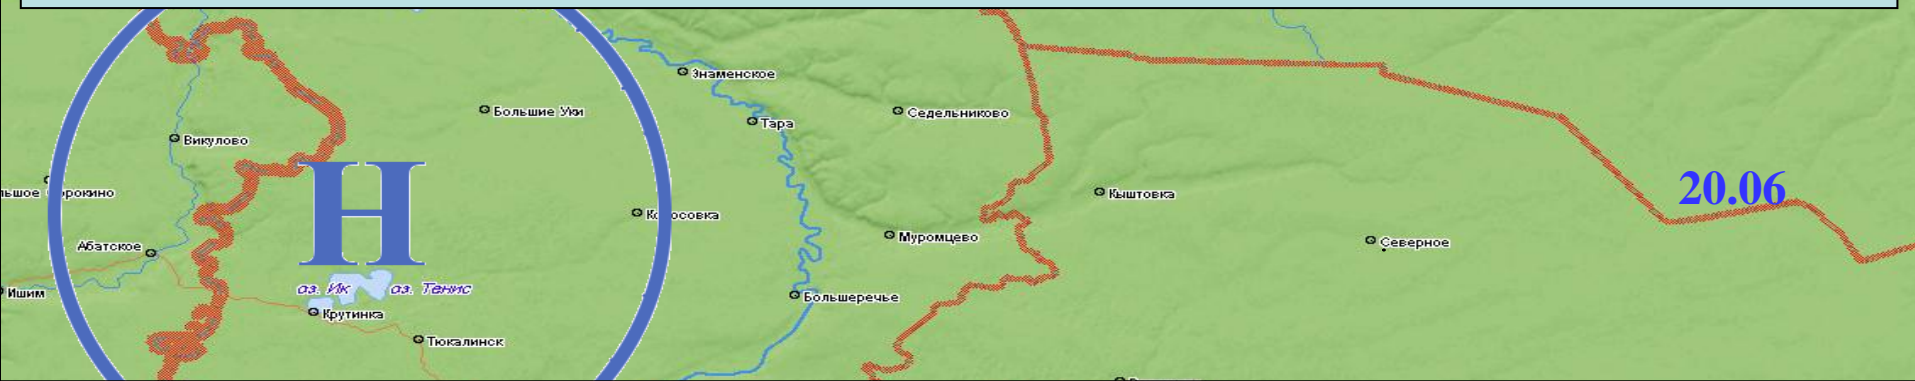 Знаменское
Большие Уки
Седельниково
Тара
Викулово
Н
20.06
Кыштовка
Муромцево
Северное
Абатское
оз. Ик
оз. Тенис
Ишим
Большеречье
Крутинка
Тюкалинск